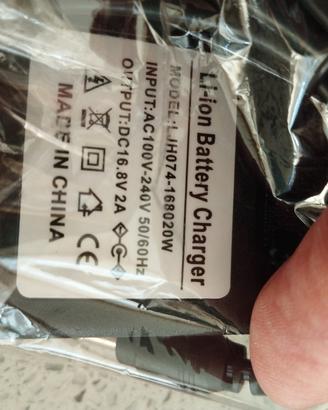 Li-ion Battery Charger
MODEL:LJH074-168020W
INPUT:AC100V-240V 50/60Hz
OUTPUT:DC16.8V 2A
CE
MADE IN CHINA